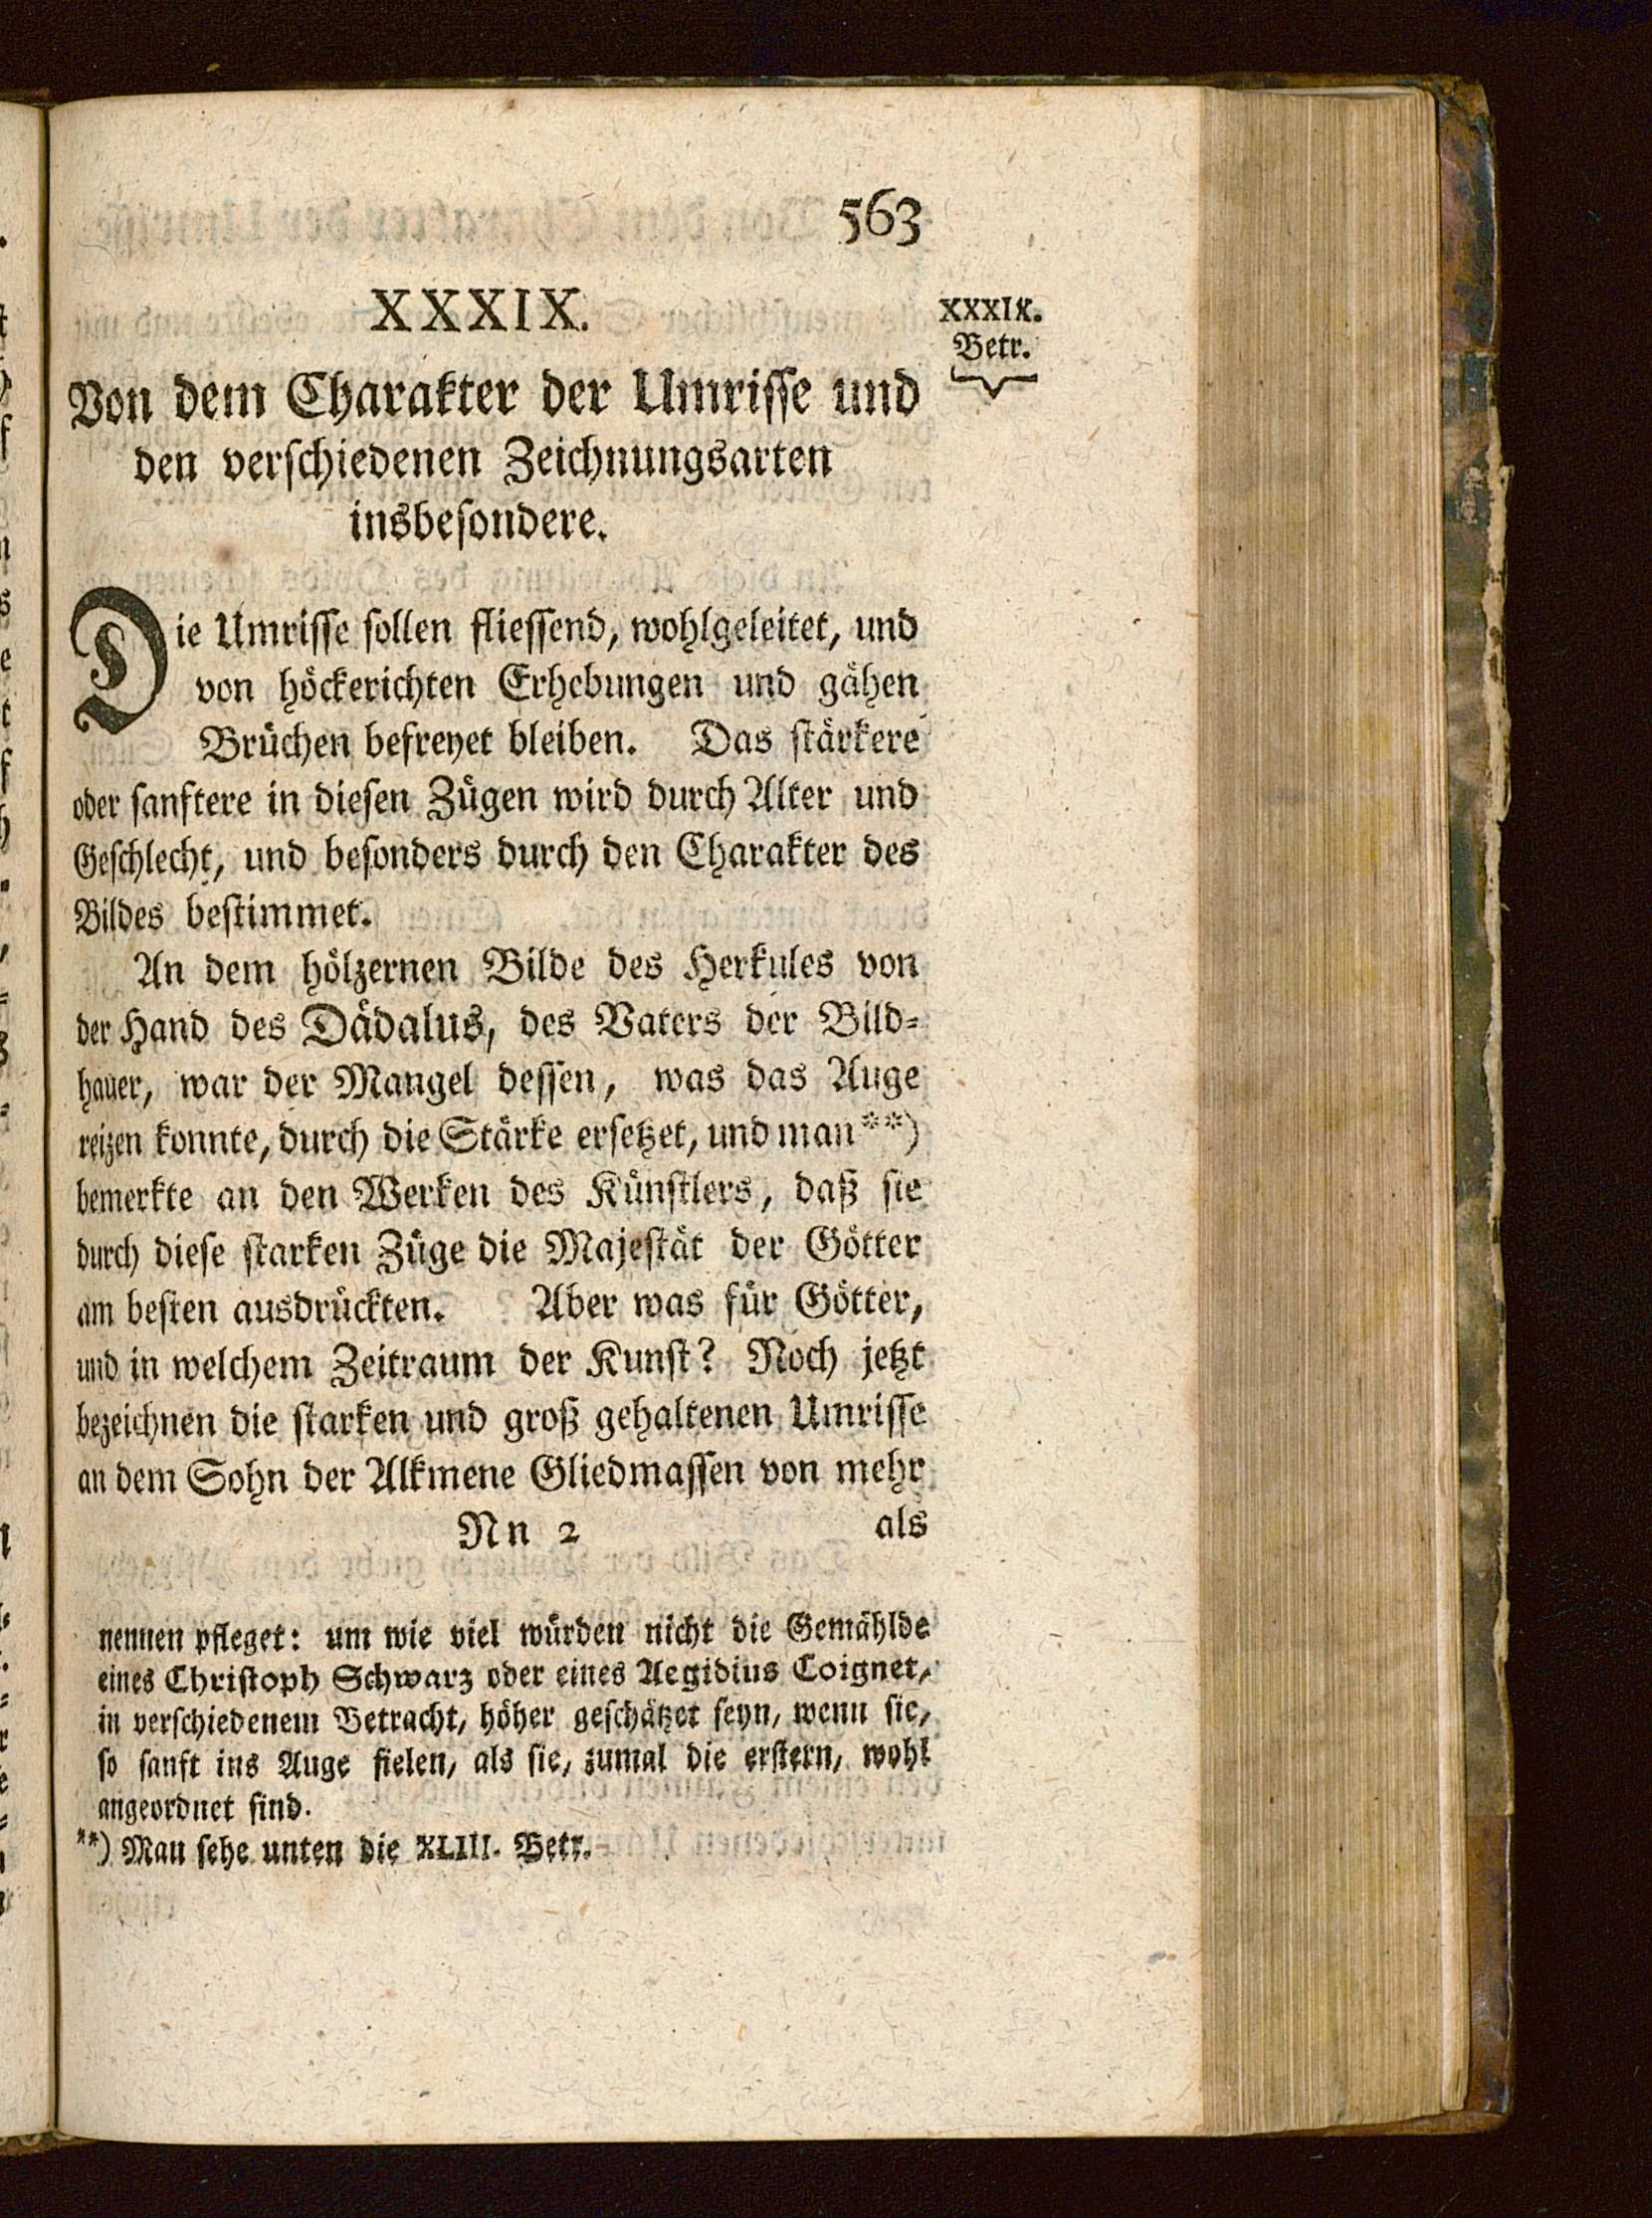 563
XXXIX.
XXXIX.
Betr.
Von dem Charakter der Umrisse und
den verschiedenen Zeichnungsarten
insbesondere.
Die Umrisse sollen fliessend, wohlgeleitet, und
von höckerichten Erhebungen und gähen
Brüchen befreyet bleiben. Das stärkere
oder sanftere in diesen Zügen wird durch Alter und
Geschlecht, und besonders durch den Charakter des
Bildes bestimmet.
An dem hölzernen Bilde des Herkules von
der Hand des Dädalus, des Vaters der Bild=
hauer, war der Mangel dessen, was das Auge
reizen konnte, durch die Stärke ersetzet, und man **)
bemerkte an den Werken des Künstlers, daß sie
durch diese starken Züge die Majestät der Götter
am besten ausdrückten. Aber was für Götter,
und in welchem Zeitraum der Kunst? Noch jetzt
bezeichnen die starken und groß gehaltenen Umrisse
an dem Sohn der Alkmene Gliedmassen von mehr
Nn 2 als
nennen pfleget: um wie viel würden nicht die Gemählde
eines Christoph Schwarz oder eines Aegidius Coignet,
in verschiedenem Betracht, höher geschätzet seyn, wenn sie,
so sanft ins Auge fielen, als sie, zumal die erstern, wohl
angeordnet sind.
**) Man sehe unten die XLIII. Betr.